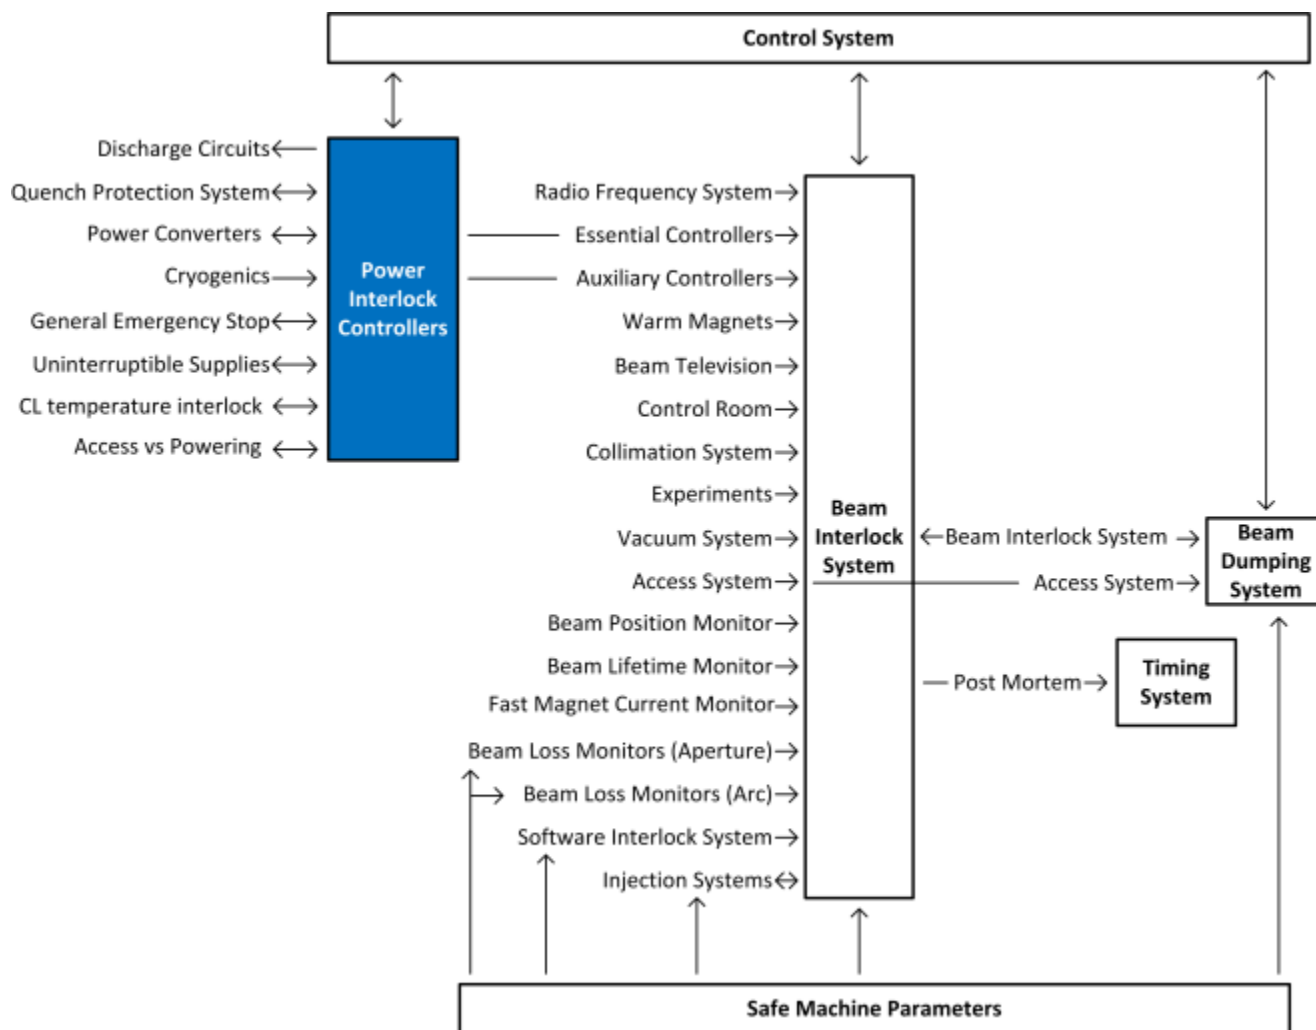 Control System
Discharge Circuits
Quench Protection System
Power Converters
Cryogenics
General Emergency Stop
Uninterruptible Supplies
CL temperature interlock
Access vs Powering
Power
Interlock
Controllers
Radio Frequency System
Essential Controllers
Auxiliary Controllers
Warm Magnets
Beam Television
Control Room
Collimation System
Experiments
Vacuum System
Access System
Beam Position Monitor
Beam Lifetime Monitor
Fast Magnet Current Monitor
Beam Loss Monitors (Aperture)
Beam Loss Monitors (Arc)
Software Interlock System
Injection Systems
Beam
Interlock
System
Beam Interlock System
Access System
Post Mortem
Beam
Dumping
System
Timing
System
Safe Machine Parameters